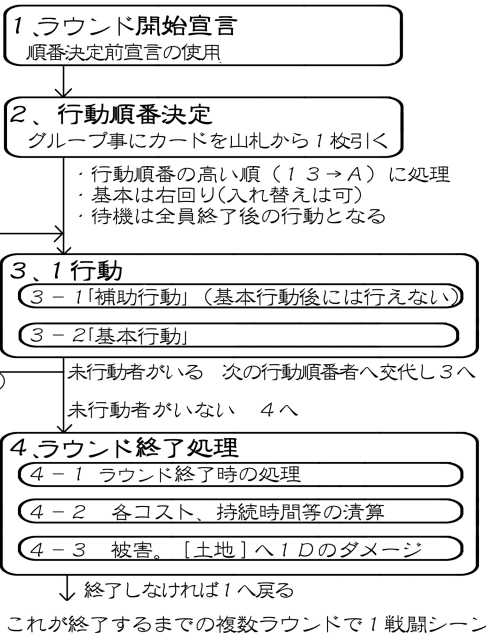 1、ラウンド開始宣言
順番決定前宣言の使用
2、行動順番決定
グループ事にカードを山札から1枚引く
・行動順番の高い順(13→A)に処理
・基本は右回り(入れ替えは可)
・待機は全員終了後の行動となる
3、1行動
3-1「補助行動」(基本行動後には行えない)
3-2「基本行動」
未行動者がいる 次の行動順番者へ交代し3へ
未行動者がいない 4へ
4、ラウンド終了処理
4-1 ラウンド終了時の処理
4-2 各コスト、持続時間等の清算
4-3 被害。[土地]へ1Dのダメージ
終了しなければ1へ戻る
これが終了するまでの複数ラウンドで1戦闘シーン